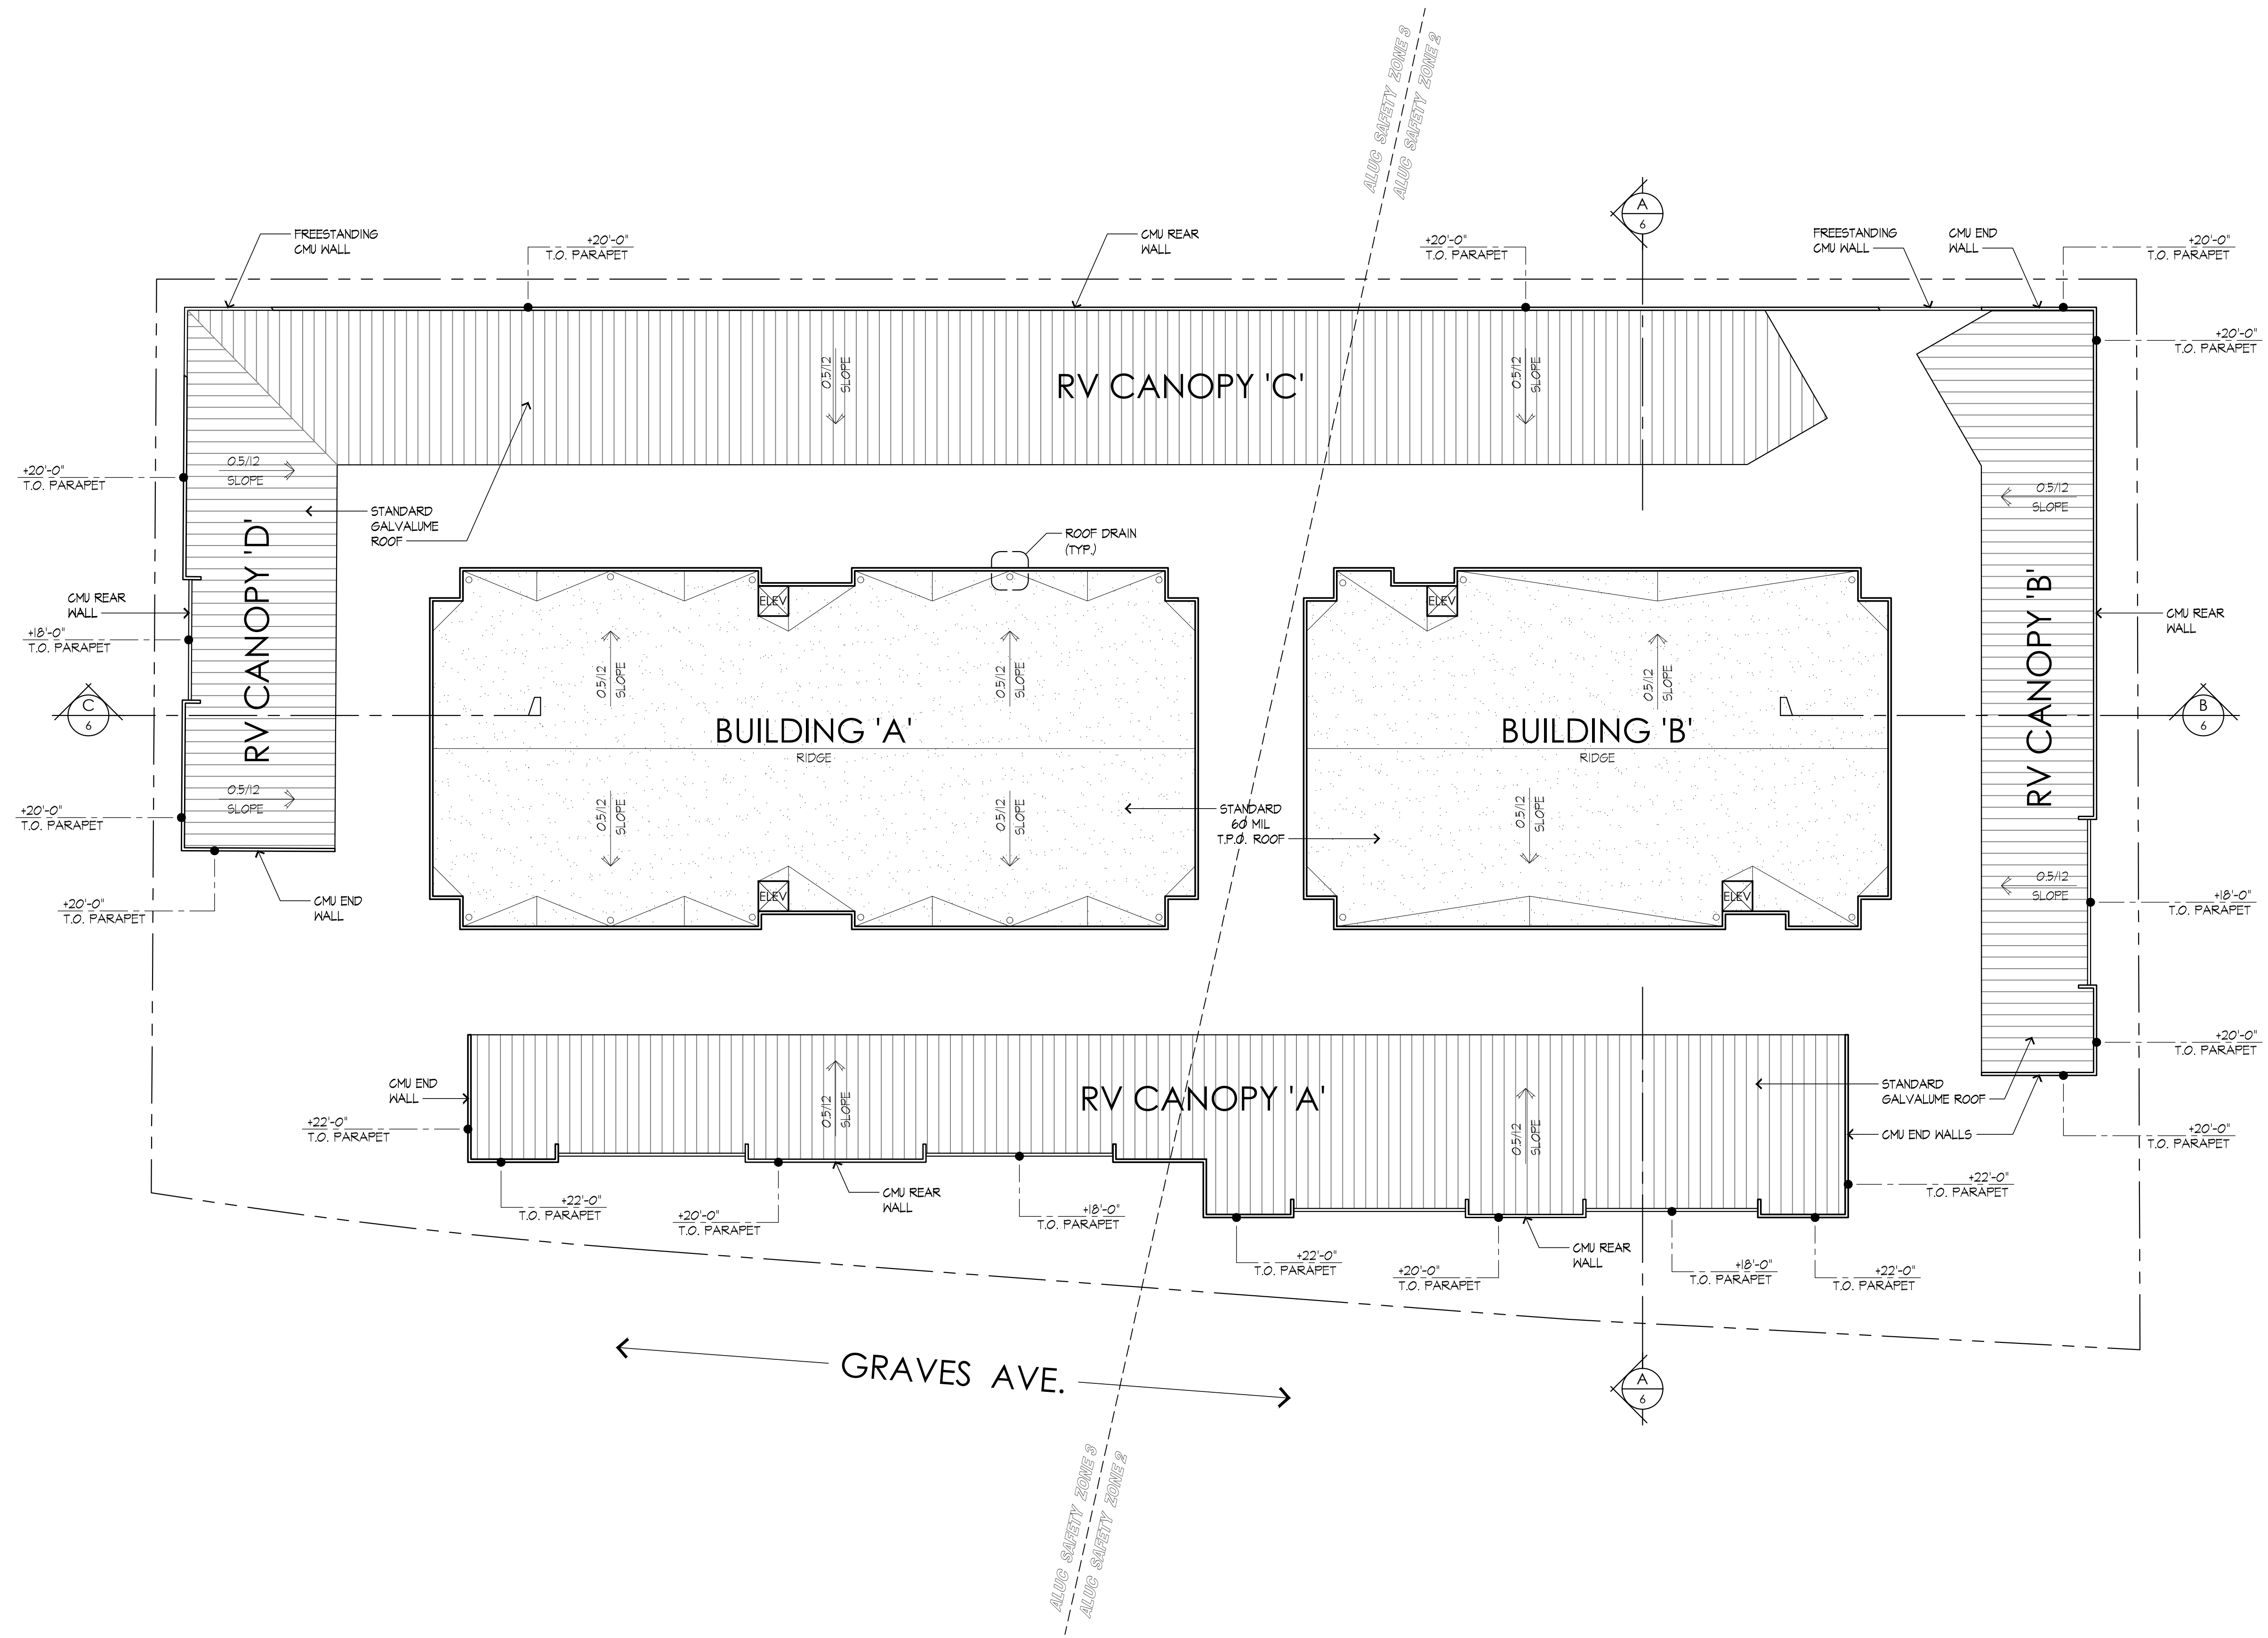 ALUC SAFETY ZONE 3
ALUC SAFETY ZONE 2
A
6
FREESTANDING
CMU WALL
+20'-0"
T.O. PARAPET
CMU REAR
WALL
+20'-0"
T.O. PARAPET
FREESTANDING
CMU WALL
CMU END
WALL
+20'-0"
T.O. PARAPET
+20'-0"
T.O. PARAPET
0.5/12
SLOPE
RV CANOPY 'C'
0.5/12
SLOPE
+20'-0"
T.O. PARAPET
0.5/12
SLOPE
STANDARD
GALVALUME
ROOF
0.5/12
SLOPE
ROOF DRAIN
(TYP.)
RV CANOPY 'D'
RV CANOPY 'B'
CMU REAR
WALL
+18'-0"
T.O. PARAPET
ELEV
ELEV
CMU REAR
WALL
0.5/12
SLOPE
0.5/12
SLOPE
0.5/12
SLOPE
C
6
BUILDING 'A'
RIDGE
BUILDING 'B'
RIDGE
B
6
0.5/12
SLOPE
+20'-0"
T.O. PARAPET
0.5/12
SLOPE
0.5/12
SLOPE
STANDARD
60 MIL
T.P.O. ROOF
0.5/12
SLOPE
+20'-0"
T.O. PARAPET
CMU END
WALL
ELEV
ELEV
0.5/12
SLOPE
+18'-0"
T.O. PARAPET
+20'-0"
T.O. PARAPET
CMU END
WALL
+22'-0"
T.O. PARAPET
0.5/12
SLOPE
RV CANOPY 'A'
0.5/12
SLOPE
STANDARD
GALVALUME ROOF
CMU END WALLS
+20'-0"
T.O. PARAPET
+22'-0"
T.O. PARAPET
+22'-0"
T.O. PARAPET
+20'-0"
T.O. PARAPET
CMU REAR
WALL
+18'-0"
T.O. PARAPET
+22'-0"
T.O. PARAPET
+20'-0"
T.O. PARAPET
CMU REAR
WALL
+18'-0"
T.O. PARAPET
+22'-0"
T.O. PARAPET
GRAVES AVE.
A
6
ALUC SAFETY ZONE 3
ALUC SAFETY ZONE 2